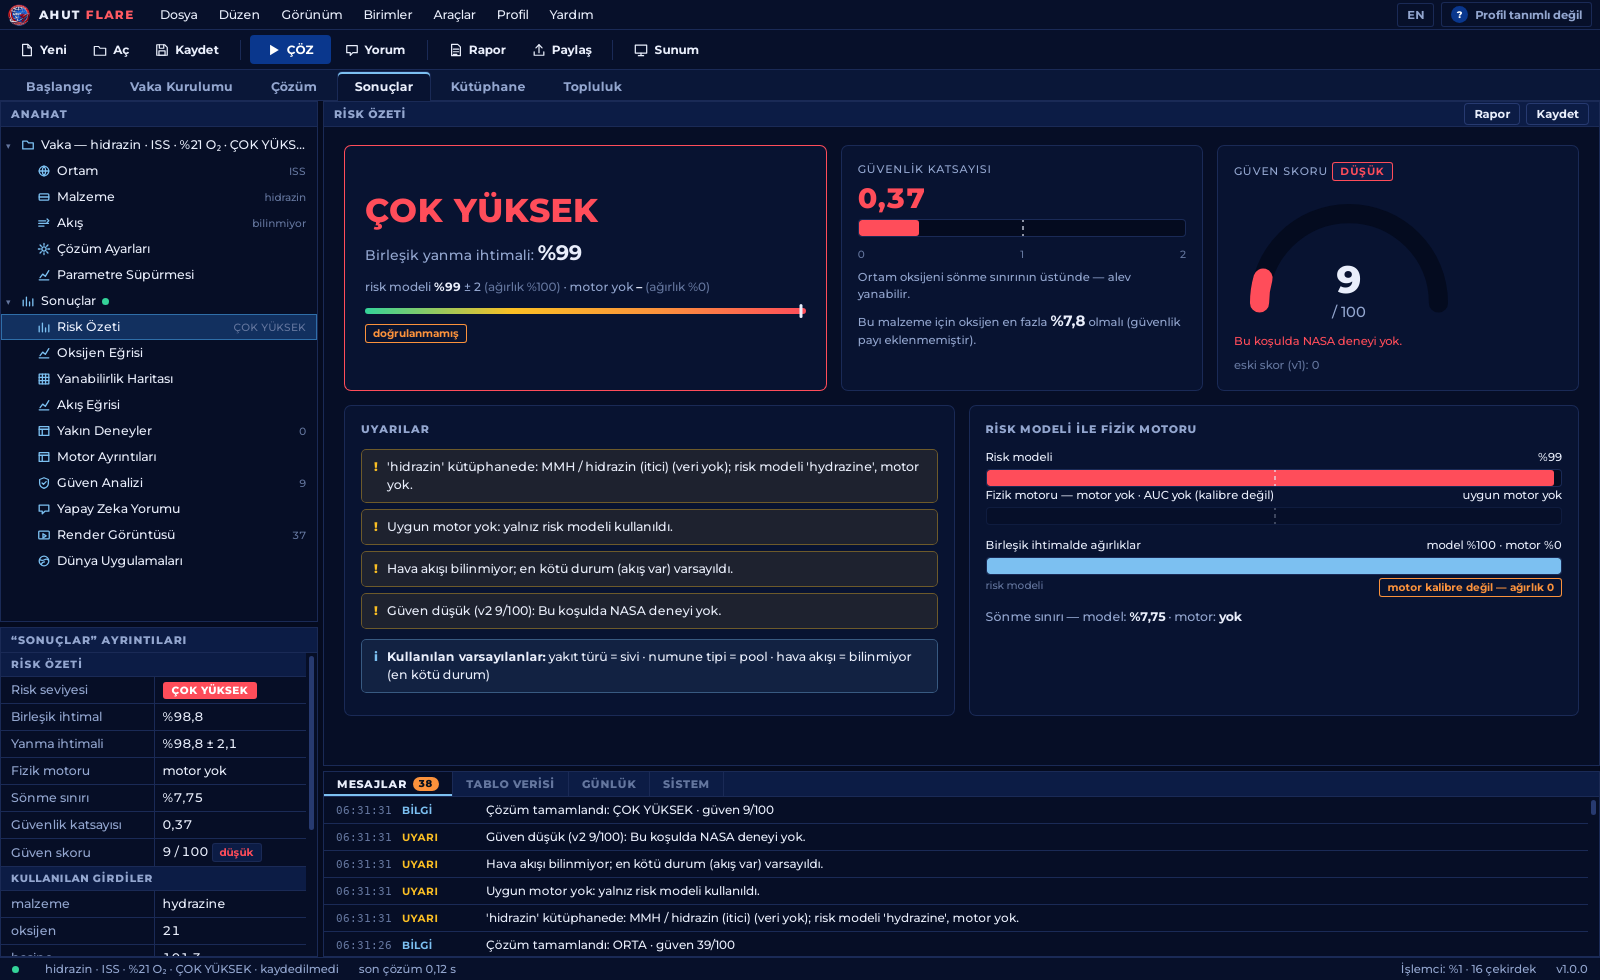 AHUT FLARE
Dosya Düzen Görünüm Birimler Araçlar Profil Yardım
EN ? Profil tanımlı değil
Yeni Aç Kaydet ÇÖZ Yorum Rapor Paylaş Sunum
Başlangıç Vaka Kurulumu Çözüm Sonuçlar Kütüphane Topluluk
ANAHAT
Vaka — hidrazin · ISS · %21 O₂ · ÇOK YÜKS...
Ortam ISS
Malzeme hidrazin
Akış bilinmiyor
Çözüm Ayarları
Parametre Süpürmesi
Sonuçlar
Risk Özeti ÇOK YÜKSEK
Oksijen Eğrisi
Yanabilirlik Haritası
Akış Eğrisi
Yakın Deneyler 0
Motor Ayrıntıları
Güven Analizi 9
Yapay Zeka Yorumu
Render Görüntüsü 37
Dünya Uygulamaları
“SONUÇLAR” AYRINTILARI
RİSK ÖZETİ
Risk seviyesi ÇOK YÜKSEK
Birleşik ihtimal %98,8
Yanma ihtimali %98,8 ± 2,1
Fizik motoru motor yok
Sönme sınırı %7,75
Güvenlik katsayısı 0,37
Güven skoru 9 / 100 düşük
KULLANILAN GİRDİLER
malzeme hydrazine
oksijen 21
RİSK ÖZETİ
Rapor Kaydet
ÇOK YÜKSEK
Birleşik yanma ihtimali: %99
risk modeli %99 ± 2 (ağırlık %100) · motor yok – (ağırlık %0)
doğrulanmamış
GÜVENLİK KATSAYISI
0,37
0 1 2
Ortam oksijeni sönme sınırının üstünde — alev
yanabilir.
Bu malzeme için oksijen en fazla %7,8 olmalı (güvenlik
payı eklenmemiştir).
GÜVEN SKORU DÜŞÜK
9
/ 100
Bu koşulda NASA deneyi yok.
eski skor (v1): 0
UYARILAR
! 'hidrazin' kütüphanede: MMH / hidrazin (itici) (veri yok); risk modeli 'hydrazine', motor
yok.
! Uygun motor yok: yalnız risk modeli kullanıldı.
! Hava akışı bilinmiyor; en kötü durum (akış var) varsayıldı.
! Güven düşük (v2 9/100): Bu koşulda NASA deneyi yok.
i Kullanılan varsayılanlar: yakıt türü = sivi · numune tipi = pool · hava akışı = bilinmiyor
(en kötü durum)
RİSK MODELİ İLE FİZİK MOTORU
Risk modeli %99
Fizik motoru — motor yok · AUC yok (kalibre değil) uygun motor yok
Birleşik ihtimalde ağırlıklar model %100 · motor %0
risk modeli motor kalibre değil — ağırlık 0
Sönme sınırı — model: %7,75 · motor: yok
MESAJLAR 38 TABLO VERİSİ GÜNLÜK SİSTEM
06:31:31 BİLGİ Çözüm tamamlandı: ÇOK YÜKSEK · güven 9/100
06:31:31 UYARI Güven düşük (v2 9/100): Bu koşulda NASA deneyi yok.
06:31:31 UYARI Hava akışı bilinmiyor; en kötü durum (akış var) varsayıldı.
06:31:31 UYARI Uygun motor yok: yalnız risk modeli kullanıldı.
06:31:31 UYARI 'hidrazin' kütüphanede: MMH / hidrazin (itici) (veri yok); risk modeli 'hydrazine', motor yok.
06:31:26 BİLGİ Çözüm tamamlandı: ORTA · güven 39/100
hidrazin · ISS · %21 O₂ · ÇOK YÜKSEK · kaydedilmedi son çözüm 0,12 s
İşlemci: %1 · 16 çekirdek v1.0.0